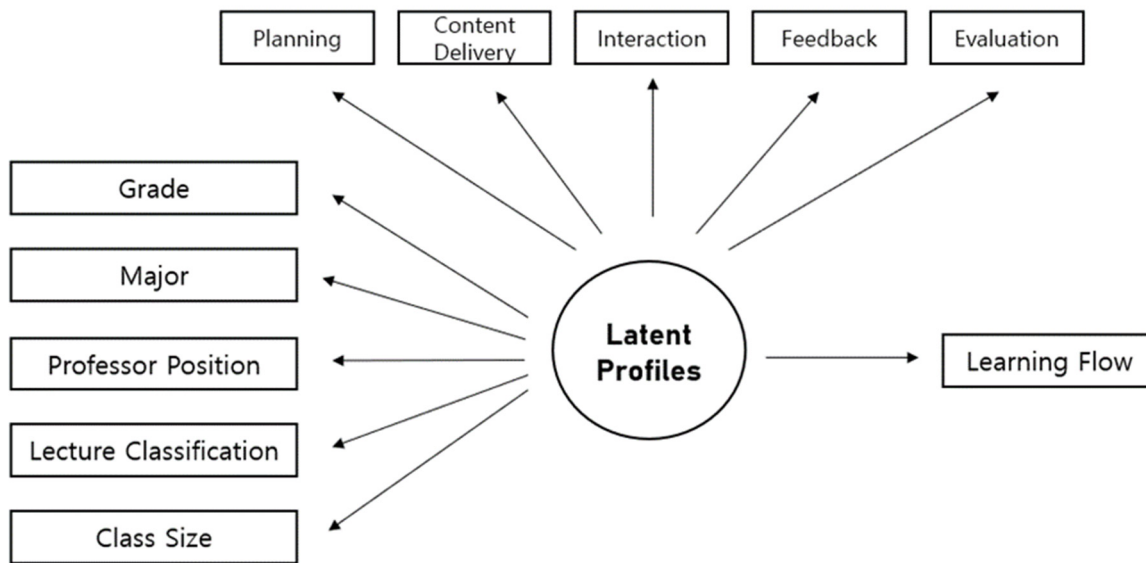 Planning
Content
Delivery
Interaction
Feedback
Evaluation
Grade
Major
Professor Position
Lecture Classification
Class Size
Latent
Profiles
Learning Flow